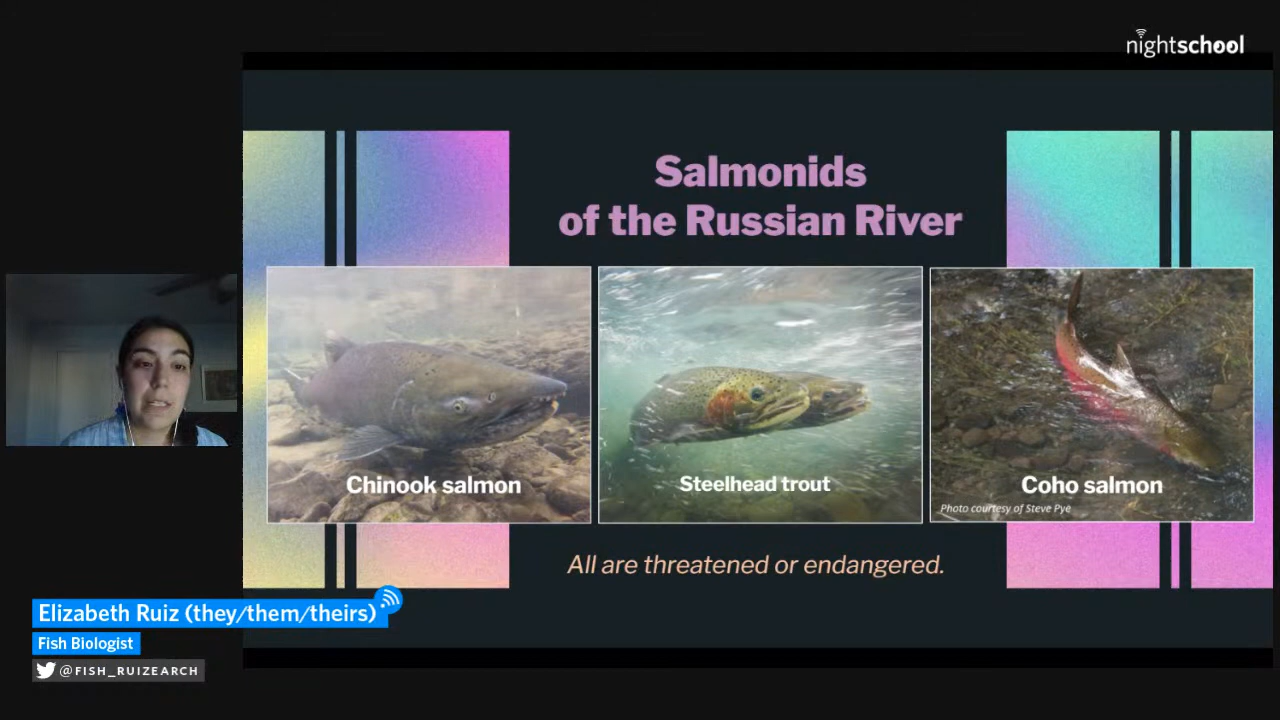 nightschool
Salmonids
of the Russian River
Chinook salmon
Steelhead trout
Coho salmon
Photo courtesy of Steve Pye
All are threatened or endangered.
Elizabeth Ruiz (they/them/theirs)
Fish Biologist
@FISH_RUIZEARCH